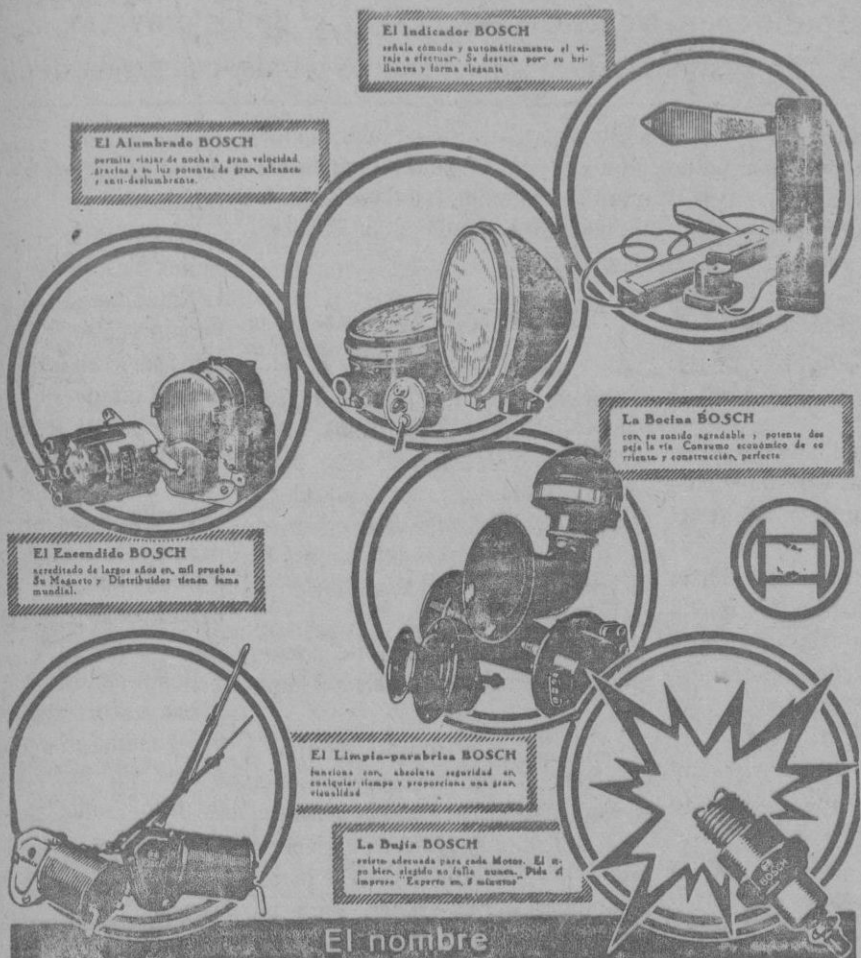 El Indicador BOSCH
señala cómoda y automáticamente el vi-
raje a efectuar. Se destaca por su bri-
llantez y forma elegante
El Alumbrado BOSCH
permite viajar de noche a gran velocidad,
gracias a su luz potente, de gran alcance
y anti-deslumbrante.
La Bocina BOSCH
con su sonido agradable y potente des
peja la vía Consumo económico de co
rriente y construcción perfecta
El Encendido BOSCH
acreditado de largos años en mil pruebas
Su Magneto y Distribuidor tienen fama
mundial.
El Limpia-parabrisa BOSCH
funciona con absoluta seguridad en
cualquier tiempo y proporciona una gran
visualidad
La Bujía BOSCH
existe adecuada para cada Motor. El ti-
po bien elegido no falla nunca. Pida el
impreso "Experto en 5 minutos"
BOSCH
El nombre